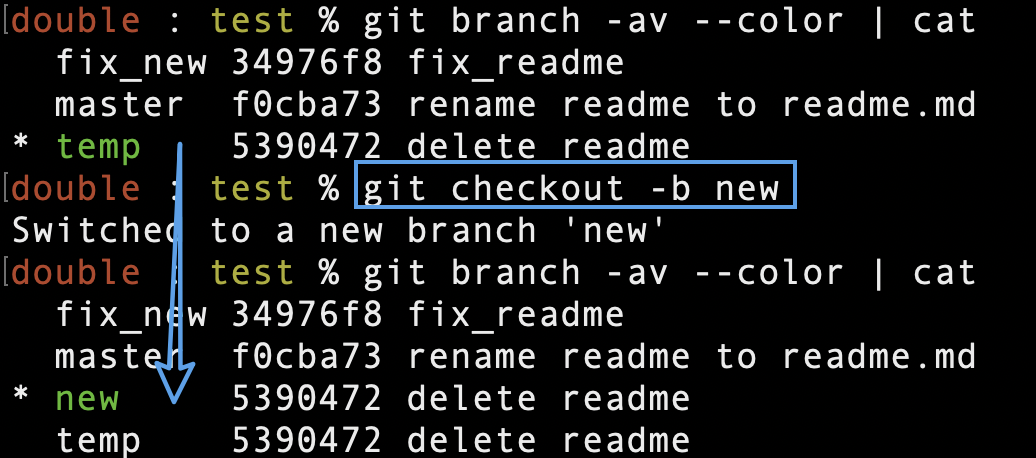 [double : test % git branch -av --color | cat
  fix_new 34976f8 fix_readme
  master  f0cba73 rename readme to readme.md
* temp    5390472 delete readme
[double : test % git checkout -b new
Switched to a new branch 'new'
[double : test % git branch -av --color | cat
  fix_new 34976f8 fix_readme
  master  f0cba73 rename readme to readme.md
* new     5390472 delete readme
  temp    5390472 delete readme